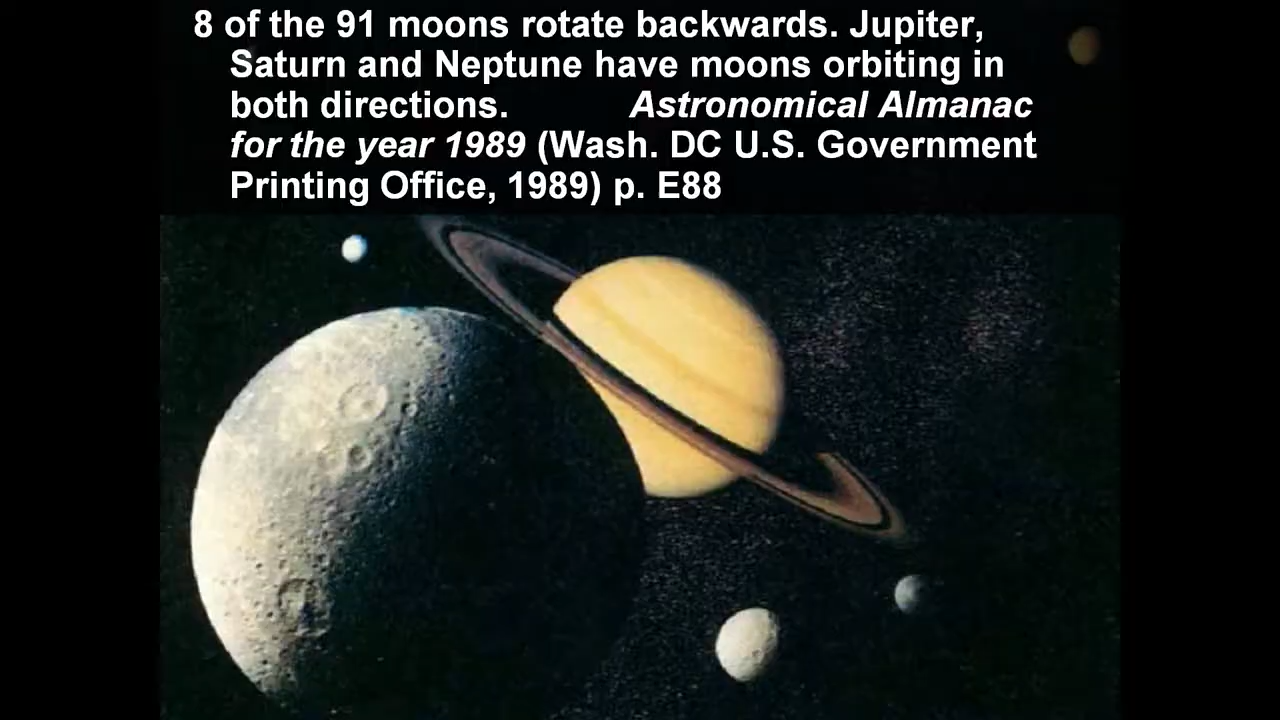 8 of the 91 moons rotate backwards. Jupiter,
Saturn and Neptune have moons orbiting in
both directions. Astronomical Almanac
for the year 1989 (Wash. DC U.S. Government
Printing Office, 1989) p. E88